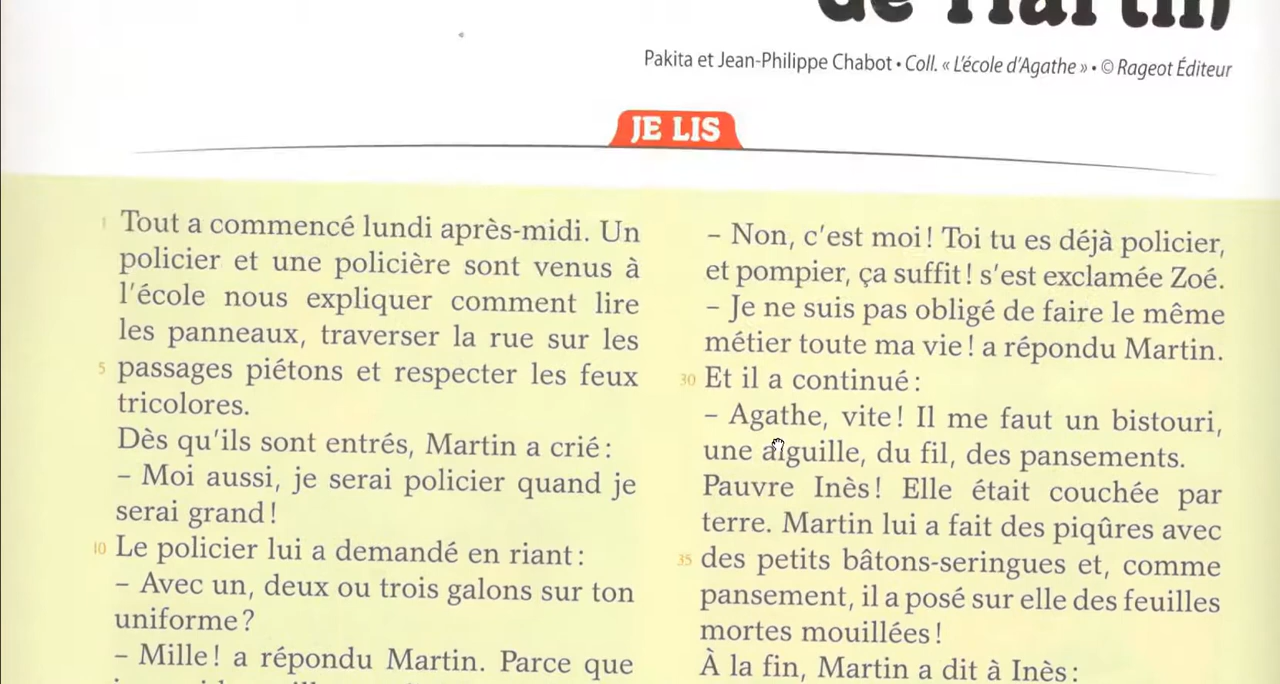 de Martin
Pakita et Jean-Philippe Chabot • Coll. « L'école d'Agathe » • © Rageot Éditeur
JE LIS
1 Tout a commencé lundi après-midi. Un
policier et une policière sont venus à
l'école nous expliquer comment lire
les panneaux, traverser la rue sur les
5 passages piétons et respecter les feux
tricolores.
Dès qu'ils sont entrés, Martin a crié :
– Moi aussi, je serai policier quand je
serai grand !
10 Le policier lui a demandé en riant :
– Avec un, deux ou trois galons sur ton
uniforme ?
– Mille ! a répondu Martin. Parce que
– Non, c'est moi ! Toi tu es déjà policier,
et pompier, ça suffit ! s'est exclamée Zoé.
– Je ne suis pas obligé de faire le même
métier toute ma vie ! a répondu Martin.
30 Et il a continué :
– Agathe, vite ! Il me faut un bistouri,
une aiguille, du fil, des pansements.
Pauvre Inès ! Elle était couchée par
terre. Martin lui a fait des piqûres avec
35 des petits bâtons-seringues et, comme
pansement, il a posé sur elle des feuilles
mortes mouillées !
À la fin, Martin a dit à Inès :